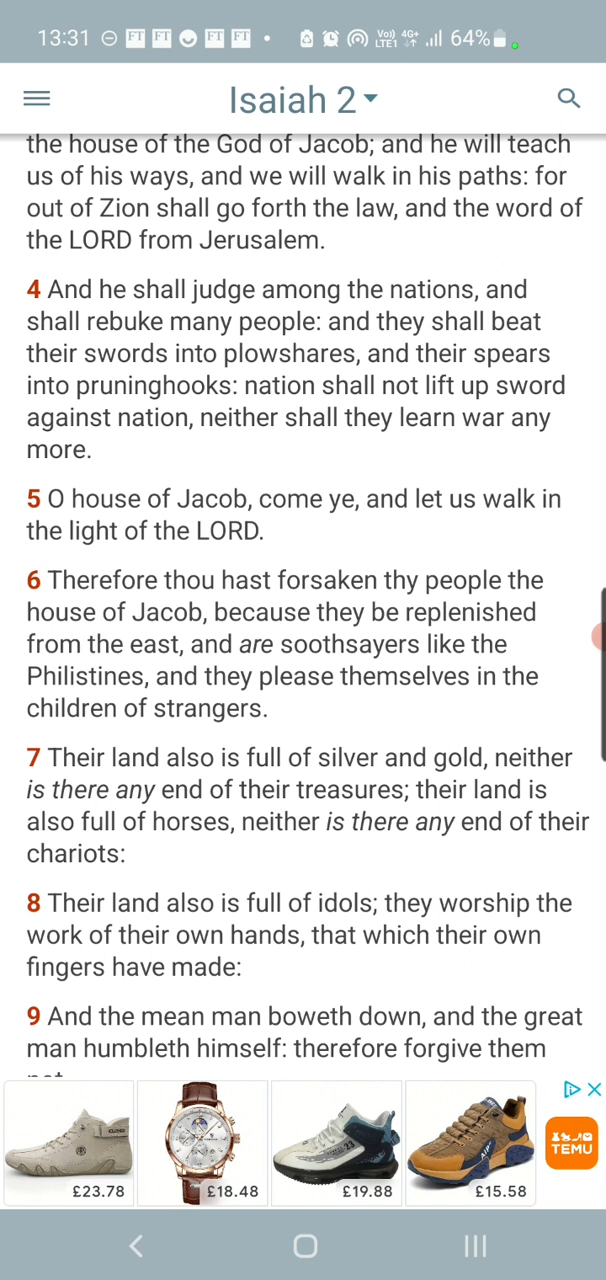 13:31 FT FT FT FT Vo) LTE1 4G+ 64%
Isaiah 2
the house of the God of Jacob; and he will teach
us of his ways, and we will walk in his paths: for
out of Zion shall go forth the law, and the word of
the LORD from Jerusalem.
4 And he shall judge among the nations, and
shall rebuke many people: and they shall beat
their swords into plowshares, and their spears
into pruninghooks: nation shall not lift up sword
against nation, neither shall they learn war any
more.
5 O house of Jacob, come ye, and let us walk in
the light of the LORD.
6 Therefore thou hast forsaken thy people the
house of Jacob, because they be replenished
from the east, and are soothsayers like the
Philistines, and they please themselves in the
children of strangers.
7 Their land also is full of silver and gold, neither
is there any end of their treasures; their land is
also full of horses, neither is there any end of their
chariots:
8 Their land also is full of idols; they worship the
work of their own hands, that which their own
fingers have made:
9 And the mean man boweth down, and the great
man humbleth himself: therefore forgive them
£23.78 £18.48 £19.88 £15.58
TEMU